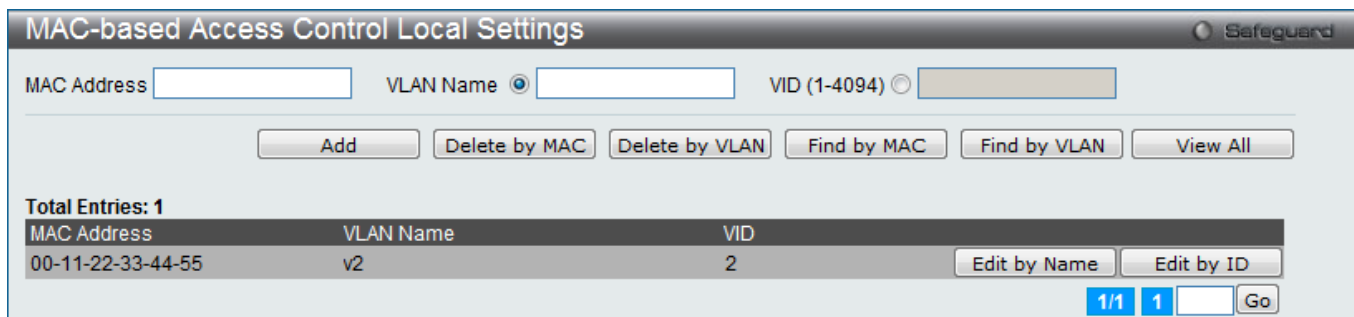 MAC-based Access Control Local Settings
Safeguard
MAC Address VLAN Name VID (1-4094)
Add Delete by MAC Delete by VLAN Find by MAC Find by VLAN View All
Total Entries: 1
MAC Address VLAN Name VID
00-11-22-33-44-55 v2 2 Edit by Name Edit by ID
1/1 1 Go